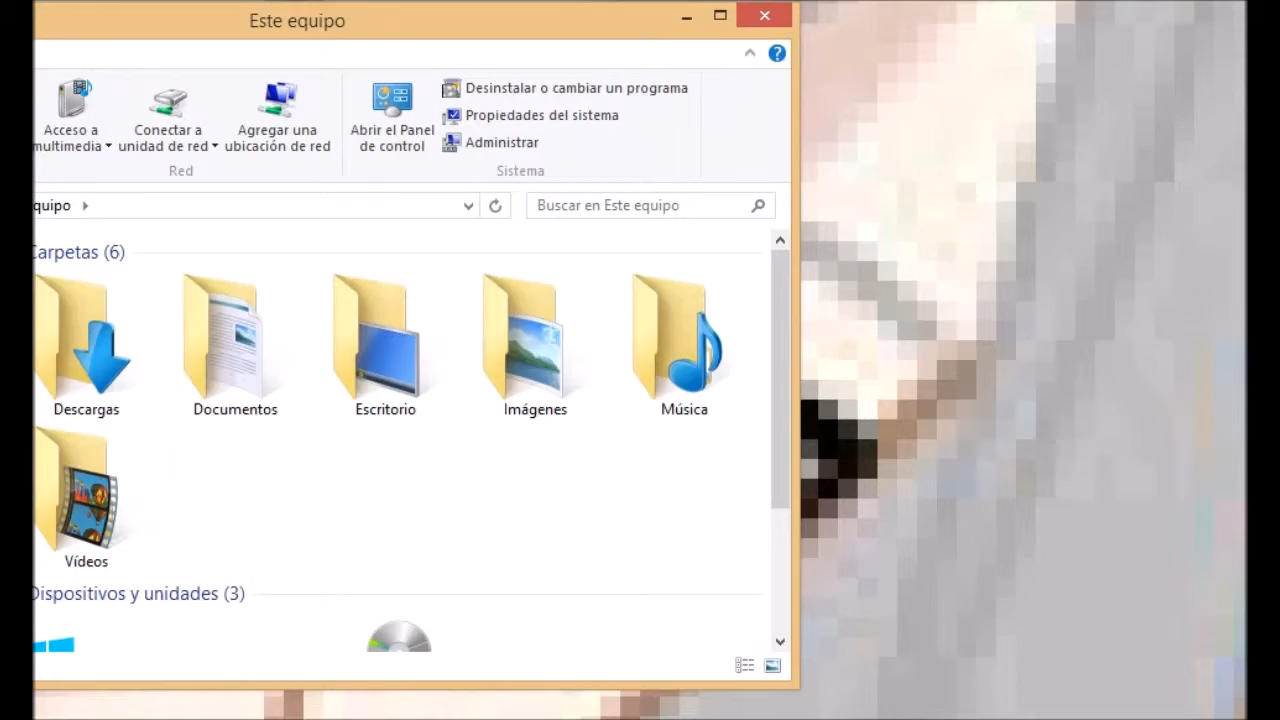 Este equipo
Acceso a
multimedia
Conectar a
unidad de red
Agregar una
ubicación de red
Red
Abrir el Panel
de control
Desinstalar o cambiar un programa
Propiedades del sistema
Administrar
Sistema
quipo
Buscar en Este equipo
Carpetas (6)
Descargas
Documentos
Escritorio
Imágenes
Música
Vídeos
Dispositivos y unidades (3)